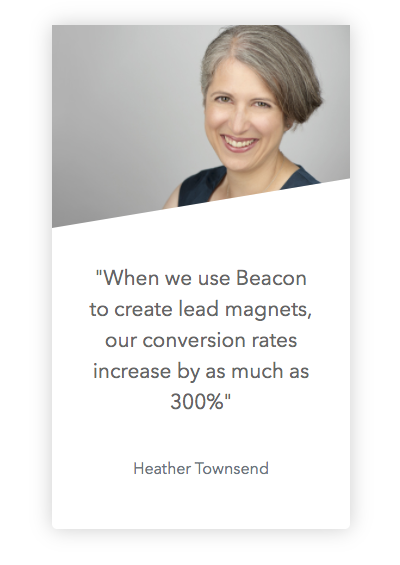 "When we use Beacon
to create lead magnets,
our conversion rates
increase by as much as
300%"
Heather Townsend